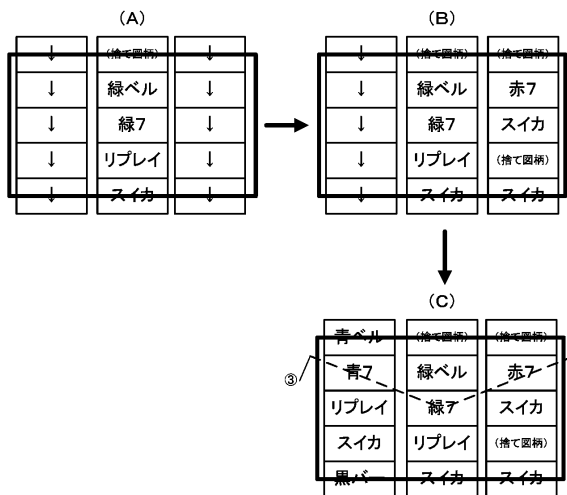 (A)
↓ (捨て図柄) ↓
↓ 緑ベル ↓
↓ 緑7 ↓
↓ リプレイ ↓
↓ スイカ ↓
(B)
↓ (捨て図柄) (捨て図柄)
↓ 緑ベル 赤7
↓ 緑7 スイカ
↓ リプレイ (捨て図柄)
↓ スイカ スイカ
(C)
青ベル (捨て図柄) (捨て図柄)
③ 青7 緑ベル 赤7
リプレイ 緑7 スイカ
スイカ リプレイ (捨て図柄)
黒バー スイカ スイカ